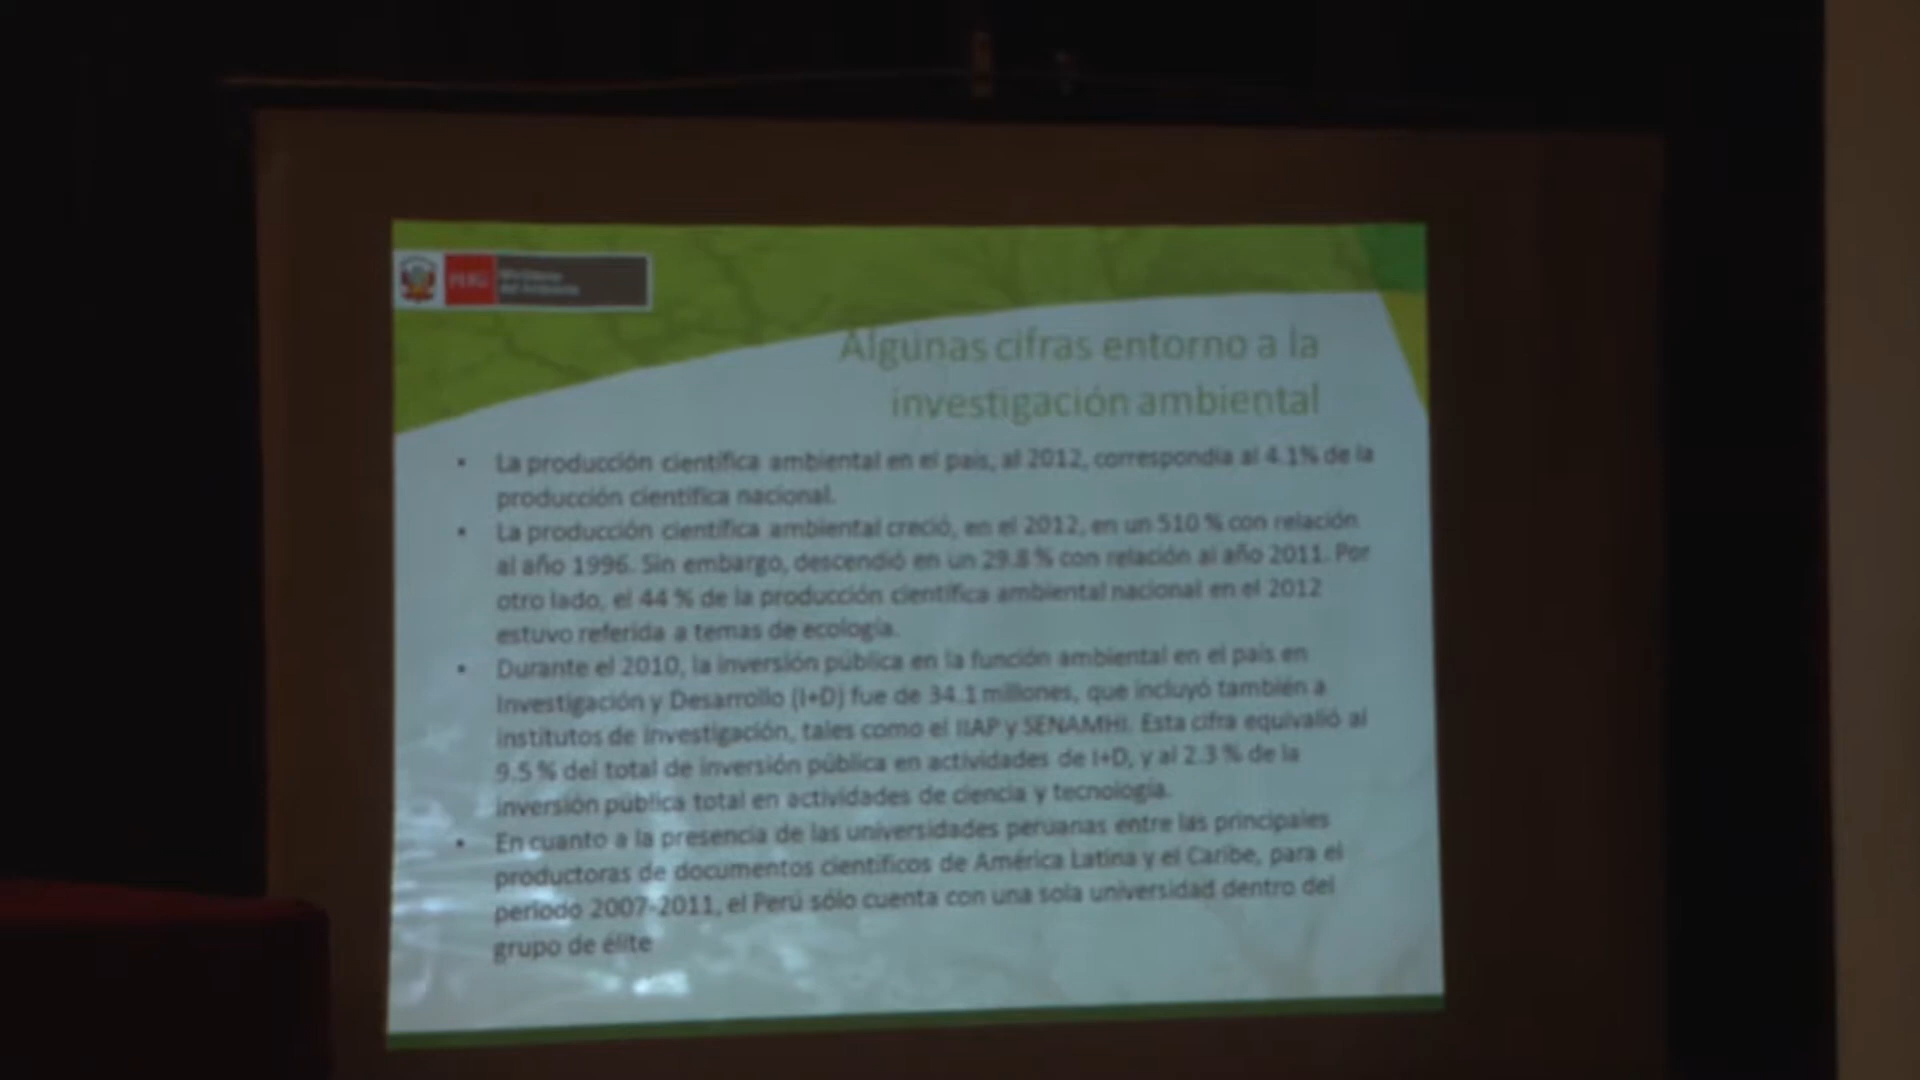 PERÚ
Ministerio
del Ambiente
Algunas cifras entorno a la
investigación ambiental
• La producción científica ambiental en el país, al 2012, correspondía al 4.1% de la
producción científica nacional.
• La producción científica ambiental creció, en el 2012, en un 510 % con relación
al año 1996. Sin embargo, descendió en un 29.8 % con relación al año 2011. Por
otro lado, el 44 % de la producción científica ambiental nacional en el 2012
estuvo referida a temas de ecología.
• Durante el 2010, la inversión pública en la función ambiental en el país en
Investigación y Desarrollo (I+D) fue de 34.1 millones, que incluyó también a
institutos de investigación, tales como el IIAP y SENAMHI. Esta cifra equivalió al
9.5 % del total de inversión pública en actividades de I+D, y al 2.3 % de la
inversión pública total en actividades de ciencia y tecnología.
• En cuanto a la presencia de las universidades peruanas entre las principales
productoras de documentos científicos de América Latina y el Caribe, para el
período 2007-2011, el Perú sólo cuenta con una sola universidad dentro del
grupo de élite